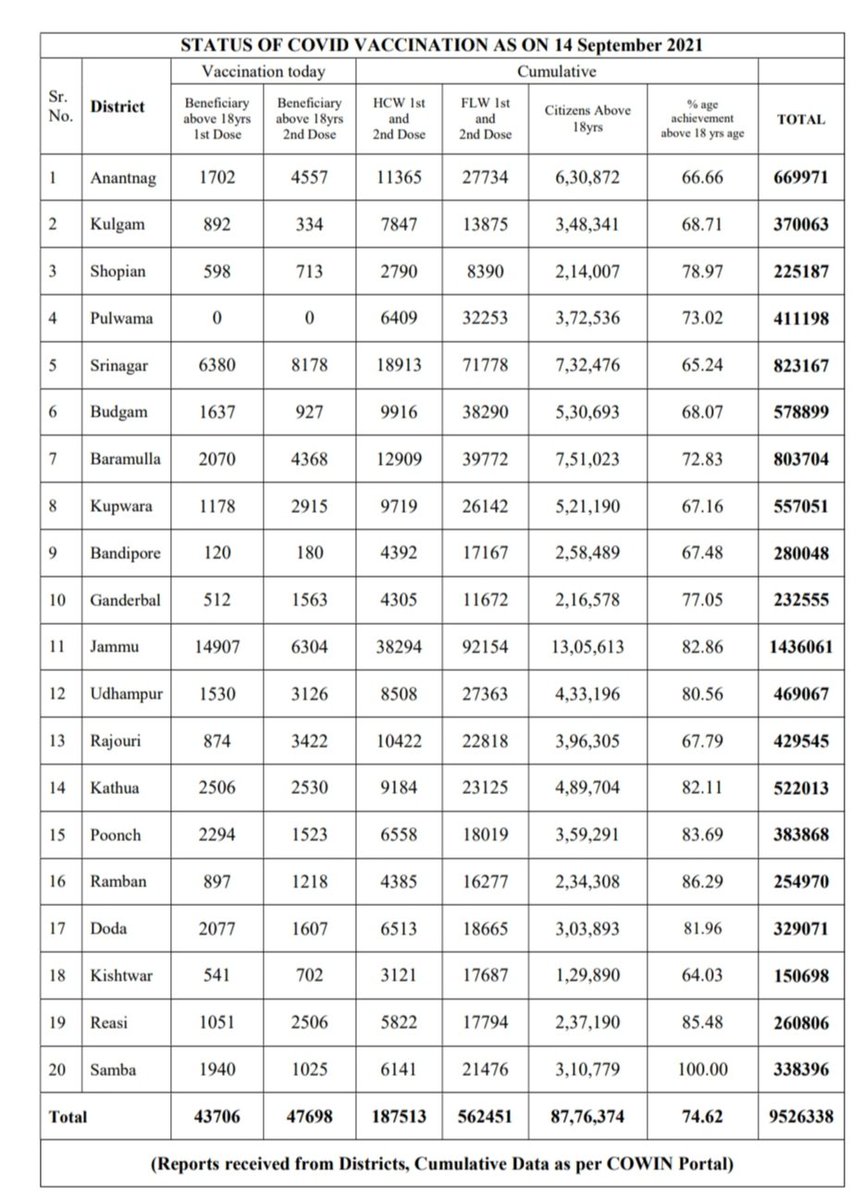 STATUS OF COVID VACCINATION AS ON 14 September 2021
Sr. No. District Vaccination today Cumulative
Beneficiary above 18yrs 1st Dose Beneficiary above 18yrs 2nd Dose HCW 1st and 2nd Dose FLW 1st and 2nd Dose Citizens Above 18yrs % age achievement above 18 yrs age TOTAL
1 Anantnag 1702 4557 11365 27734 6,30,872 66.66 669971
2 Kulgam 892 334 7847 13875 3,48,341 68.71 370063
3 Shopian 598 713 2790 8390 2,14,007 78.97 225187
4 Pulwama 0 0 6409 32253 3,72,536 73.02 411198
5 Srinagar 6380 8178 18913 71778 7,32,476 65.24 823167
6 Budgam 1637 927 9916 38290 5,30,693 68.07 578899
7 Baramulla 2070 4368 12909 39772 7,51,023 72.83 803704
8 Kupwara 1178 2915 9719 26142 5,21,190 67.16 557051
9 Bandipore 120 180 4392 17167 2,58,489 67.48 280048
10 Ganderbal 512 1563 4305 11672 2,16,578 77.05 232555
11 Jammu 14907 6304 38294 92154 13,05,613 82.86 1436061
12 Udhampur 1530 3126 8508 27363 4,33,196 80.56 469067
13 Rajouri 874 3422 10422 22818 3,96,305 67.79 429545
14 Kathua 2506 2530 9184 23125 4,89,704 82.11 522013
15 Poonch 2294 1523 6558 18019 3,59,291 83.69 383868
16 Ramban 897 1218 4385 16277 2,34,308 86.29 254970
17 Doda 2077 1607 6513 18665 3,03,893 81.96 329071
18 Kishtwar 541 702 3121 17687 1,29,890 64.03 150698
19 Reasi 1051 2506 5822 17794 2,37,190 85.48 260806
20 Samba 1940 1025 6141 21476 3,10,779 100.00 338396
Total 43706 47698 187513 562451 87,76,374 74.62 9526338
(Reports received from Districts, Cumulative Data as per COWIN Portal)